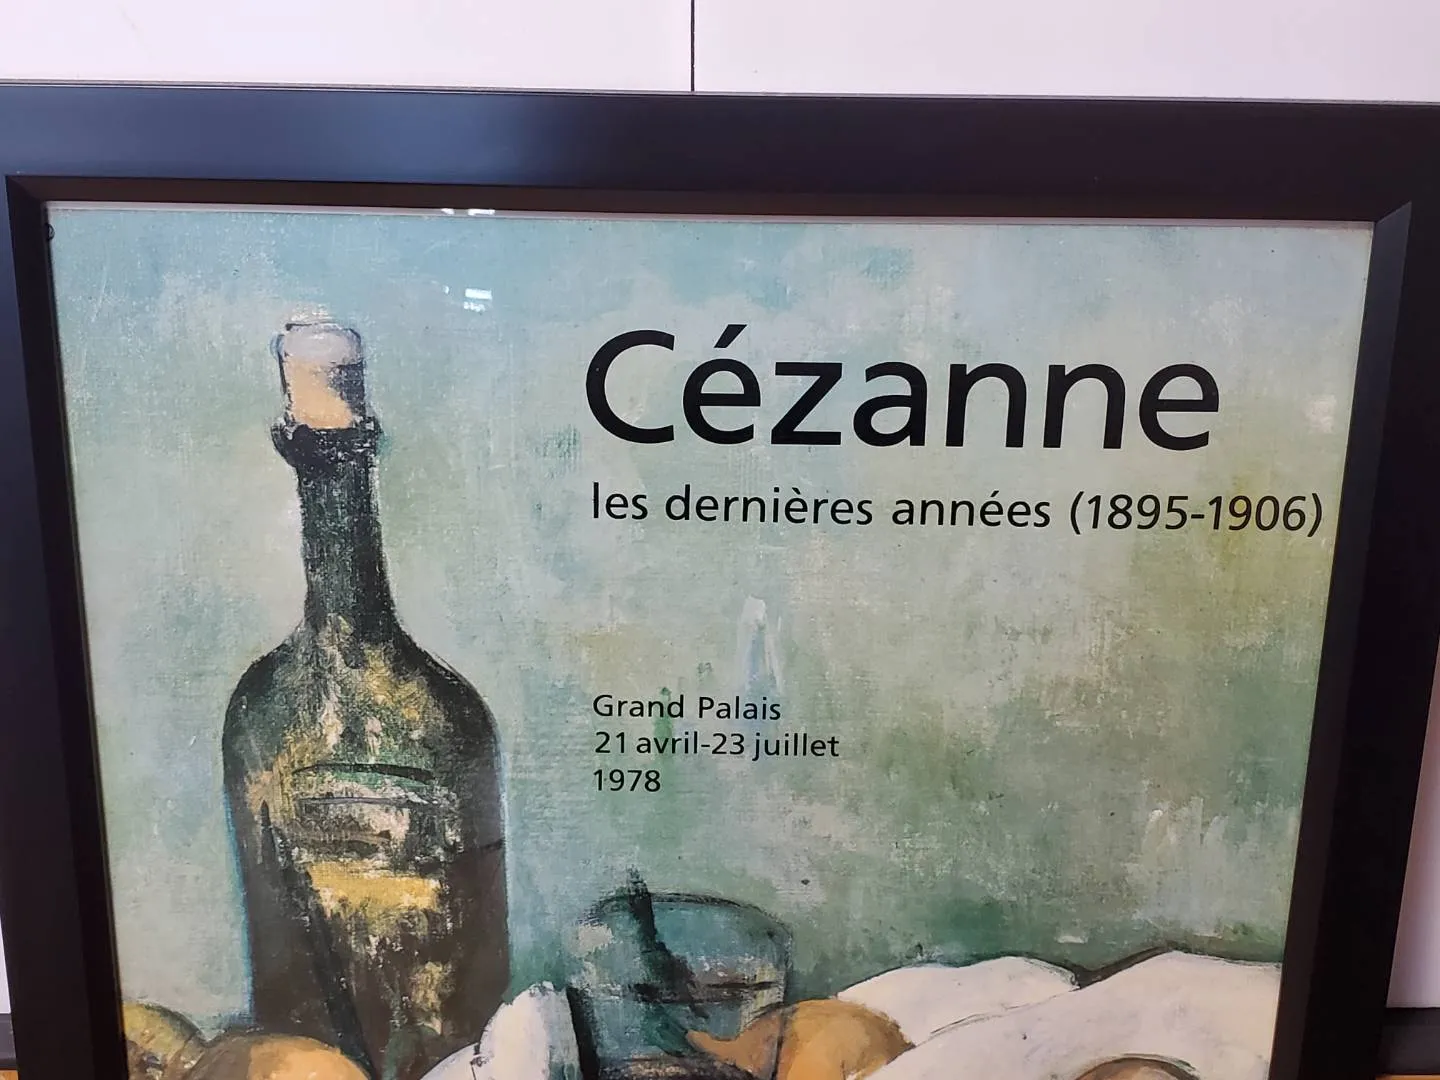 Cézanne
les dernières années (1895-1906)
Grand Palais
21 avril-23 juillet
1978